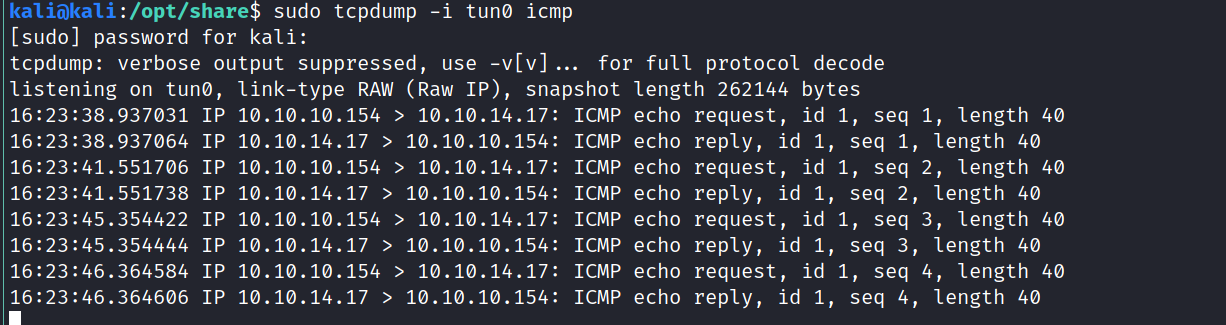 kali@kali:/opt/share$ sudo tcpdump -i tun0 icmp
[sudo] password for kali:
tcpdump: verbose output suppressed, use -v[v]... for full protocol decode
listening on tun0, link-type RAW (Raw IP), snapshot length 262144 bytes
16:23:38.937031 IP 10.10.10.154 > 10.10.14.17: ICMP echo request, id 1, seq 1, length 40
16:23:38.937064 IP 10.10.14.17 > 10.10.10.154: ICMP echo reply, id 1, seq 1, length 40
16:23:41.551706 IP 10.10.10.154 > 10.10.14.17: ICMP echo request, id 1, seq 2, length 40
16:23:41.551738 IP 10.10.14.17 > 10.10.10.154: ICMP echo reply, id 1, seq 2, length 40
16:23:45.354422 IP 10.10.10.154 > 10.10.14.17: ICMP echo request, id 1, seq 3, length 40
16:23:45.354444 IP 10.10.14.17 > 10.10.10.154: ICMP echo reply, id 1, seq 3, length 40
16:23:46.364584 IP 10.10.10.154 > 10.10.14.17: ICMP echo request, id 1, seq 4, length 40
16:23:46.364606 IP 10.10.14.17 > 10.10.10.154: ICMP echo reply, id 1, seq 4, length 40